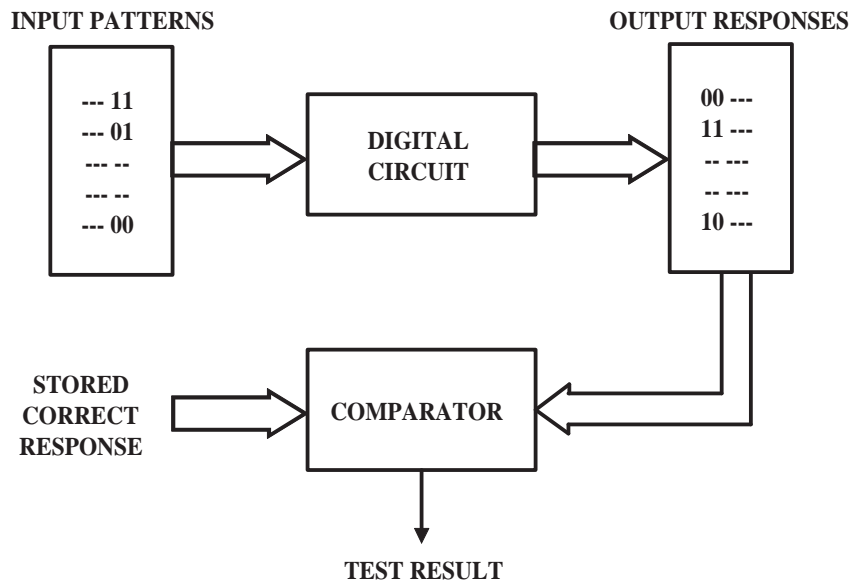 INPUT PATTERNS
OUTPUT RESPONSES
--- 11
--- 01
--- --
--- --
--- 00
DIGITAL
CIRCUIT
00 ---
11 ---
-- ---
-- ---
10 ---
STORED
CORRECT
RESPONSE
COMPARATOR
TEST RESULT